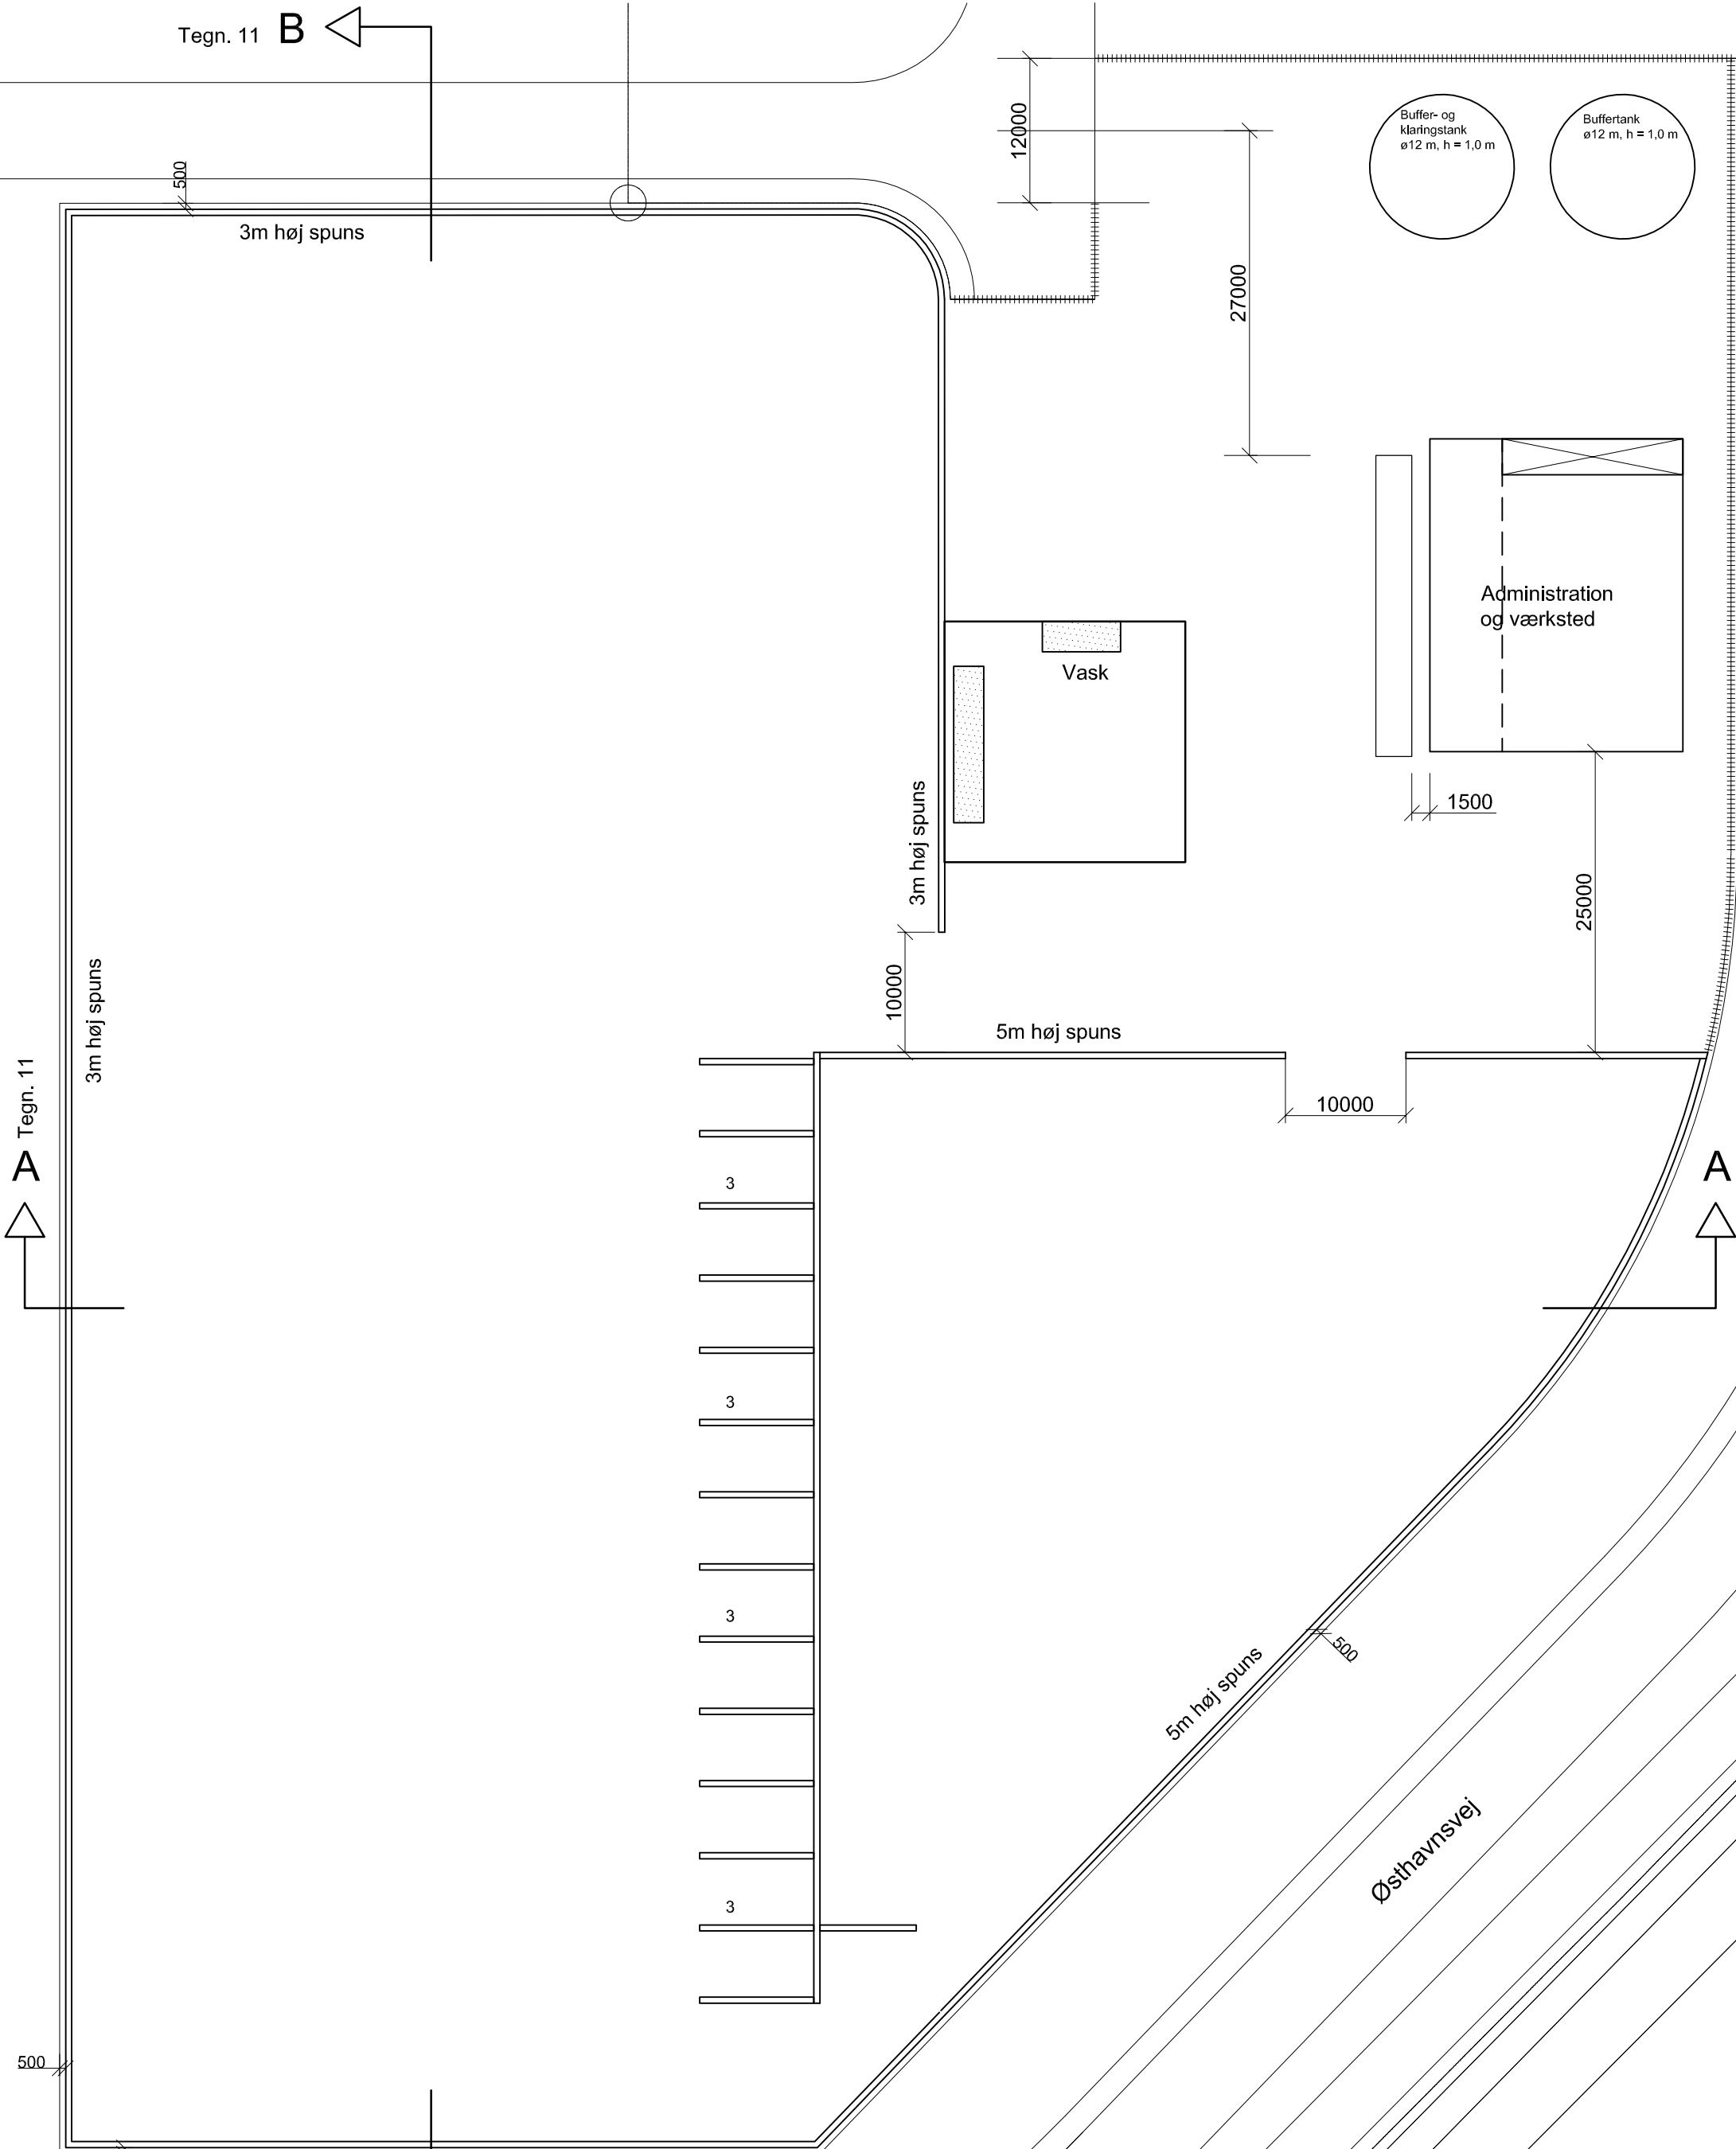 Tegn. 11 B
12000
Buffer- og
klaringstank
ø12 m, h = 1,0 m
Buffertank
ø12 m, h = 1,0 m
500
3m høj spuns
27000
Administration
og værksted
Vask
3m høj spuns
1500
25000
3m høj spuns
10000
5m høj spuns
10000
Tegn. 11
A
A
3
3
3
3
5m høj spuns
500
Østhavnsvej
500